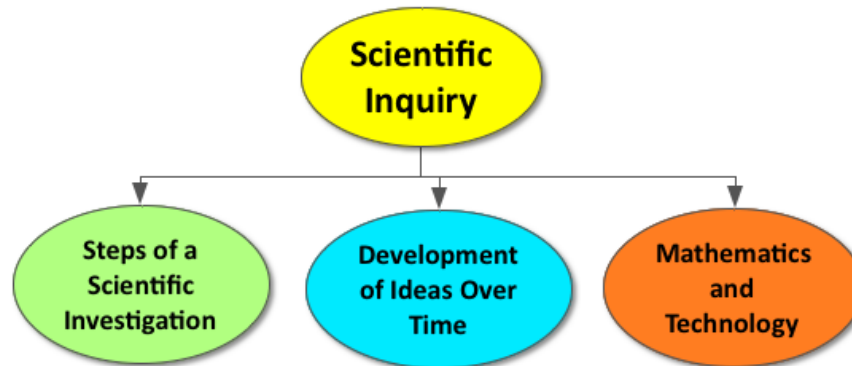 Scientific
Inquiry
Steps of a
Scientific
Investigation
Development
of Ideas Over
Time
Mathematics
and
Technology